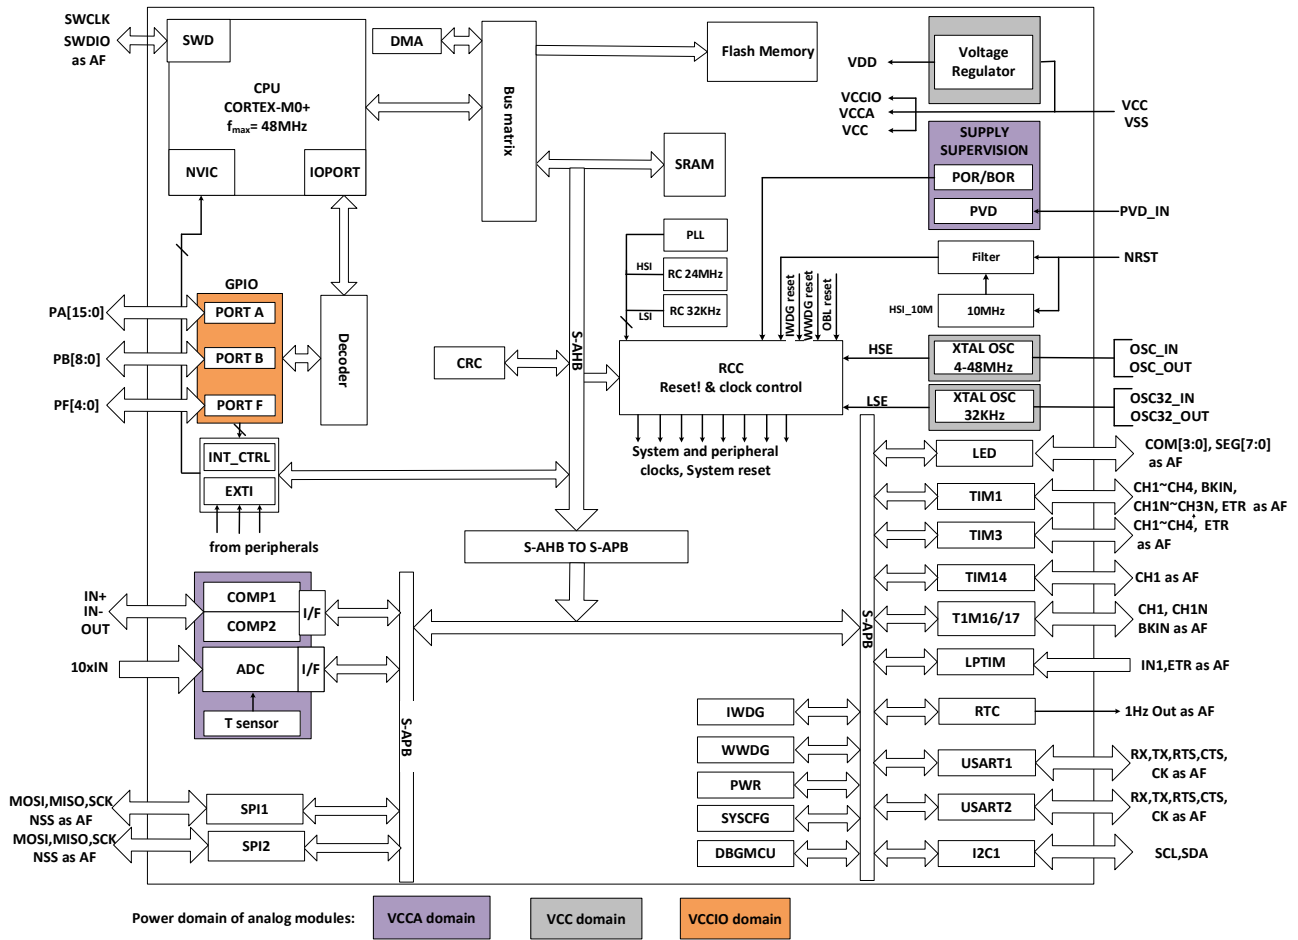 SWCLK
SWDIO
as AF
SWD
CPU
CORTEX-M0+
fmax= 48MHz
NVIC
IOPORT
DMA
Bus matrix
Flash Memory
SRAM
Voltage
Regulator
VDD
VCCIO
VCCA
VCC
VCC
VSS
SUPPLY
SUPERVISION
POR/BOR
PVD
PVD_IN
Filter
NRST
HSI_10M
10MHz
PLL
HSI
RC 24MHz
LSI
RC 32KHz
IWDG reset
WWDG reset
OBL reset
GPIO
PA[15:0]
PORT A
PB[8:0]
PORT B
PF[4:0]
PORT F
Decoder
CRC
S-AHB
RCC
Reset! & clock control
HSE
XTAL OSC
4-48MHz
OSC_IN
OSC_OUT
LSE
XTAL OSC
32KHz
OSC32_IN
OSC32_OUT
System and peripheral
clocks, System reset
INT_CTRL
EXTI
from peripherals
S-AHB TO S-APB
LED
COM[3:0], SEG[7:0]
as AF
TIM1
CH1~CH4, BKIN,
CH1N~CH3N, ETR as AF
TIM3
CH1~CH4, ETR
as AF
TIM14
CH1 as AF
T1M16/17
CH1, CH1N
BKIN as AF
LPTIM
IN1,ETR as AF
RTC
1Hz Out as AF
USART1
RX,TX,RTS,CTS,
CK as AF
USART2
RX,TX,RTS,CTS,
CK as AF
I2C1
SCL,SDA
S-APB
IWDG
WWDG
PWR
SYSCFG
DBGMCU
IN+
IN-
OUT
COMP1
COMP2
I/F
10xIN
ADC
I/F
T sensor
S-APB
MOSI,MISO,SCK
NSS as AF
SPI1
MOSI,MISO,SCK
NSS as AF
SPI2
Power domain of analog modules:
VCCA domain
VCC domain
VCCIO domain